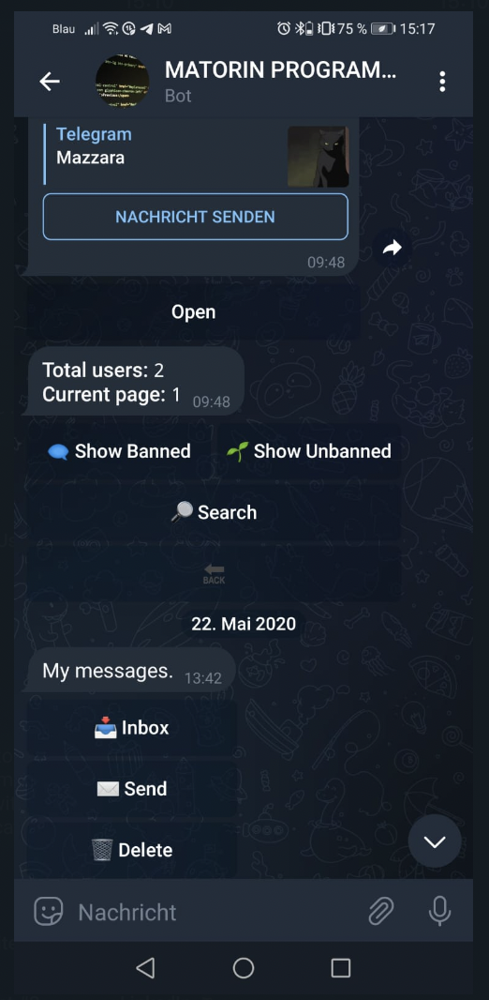 Blau
75 %
15:17
MATORIN PROGRAM...
Bot
Telegram
Mazzara
NACHRICHT SENDEN
09:48
Open
Total users: 2
Current page: 1 09:48
Show Banned
Show Unbanned
Search
BACK
22. Mai 2020
My messages. 13:42
Inbox
Send
Delete
Nachricht